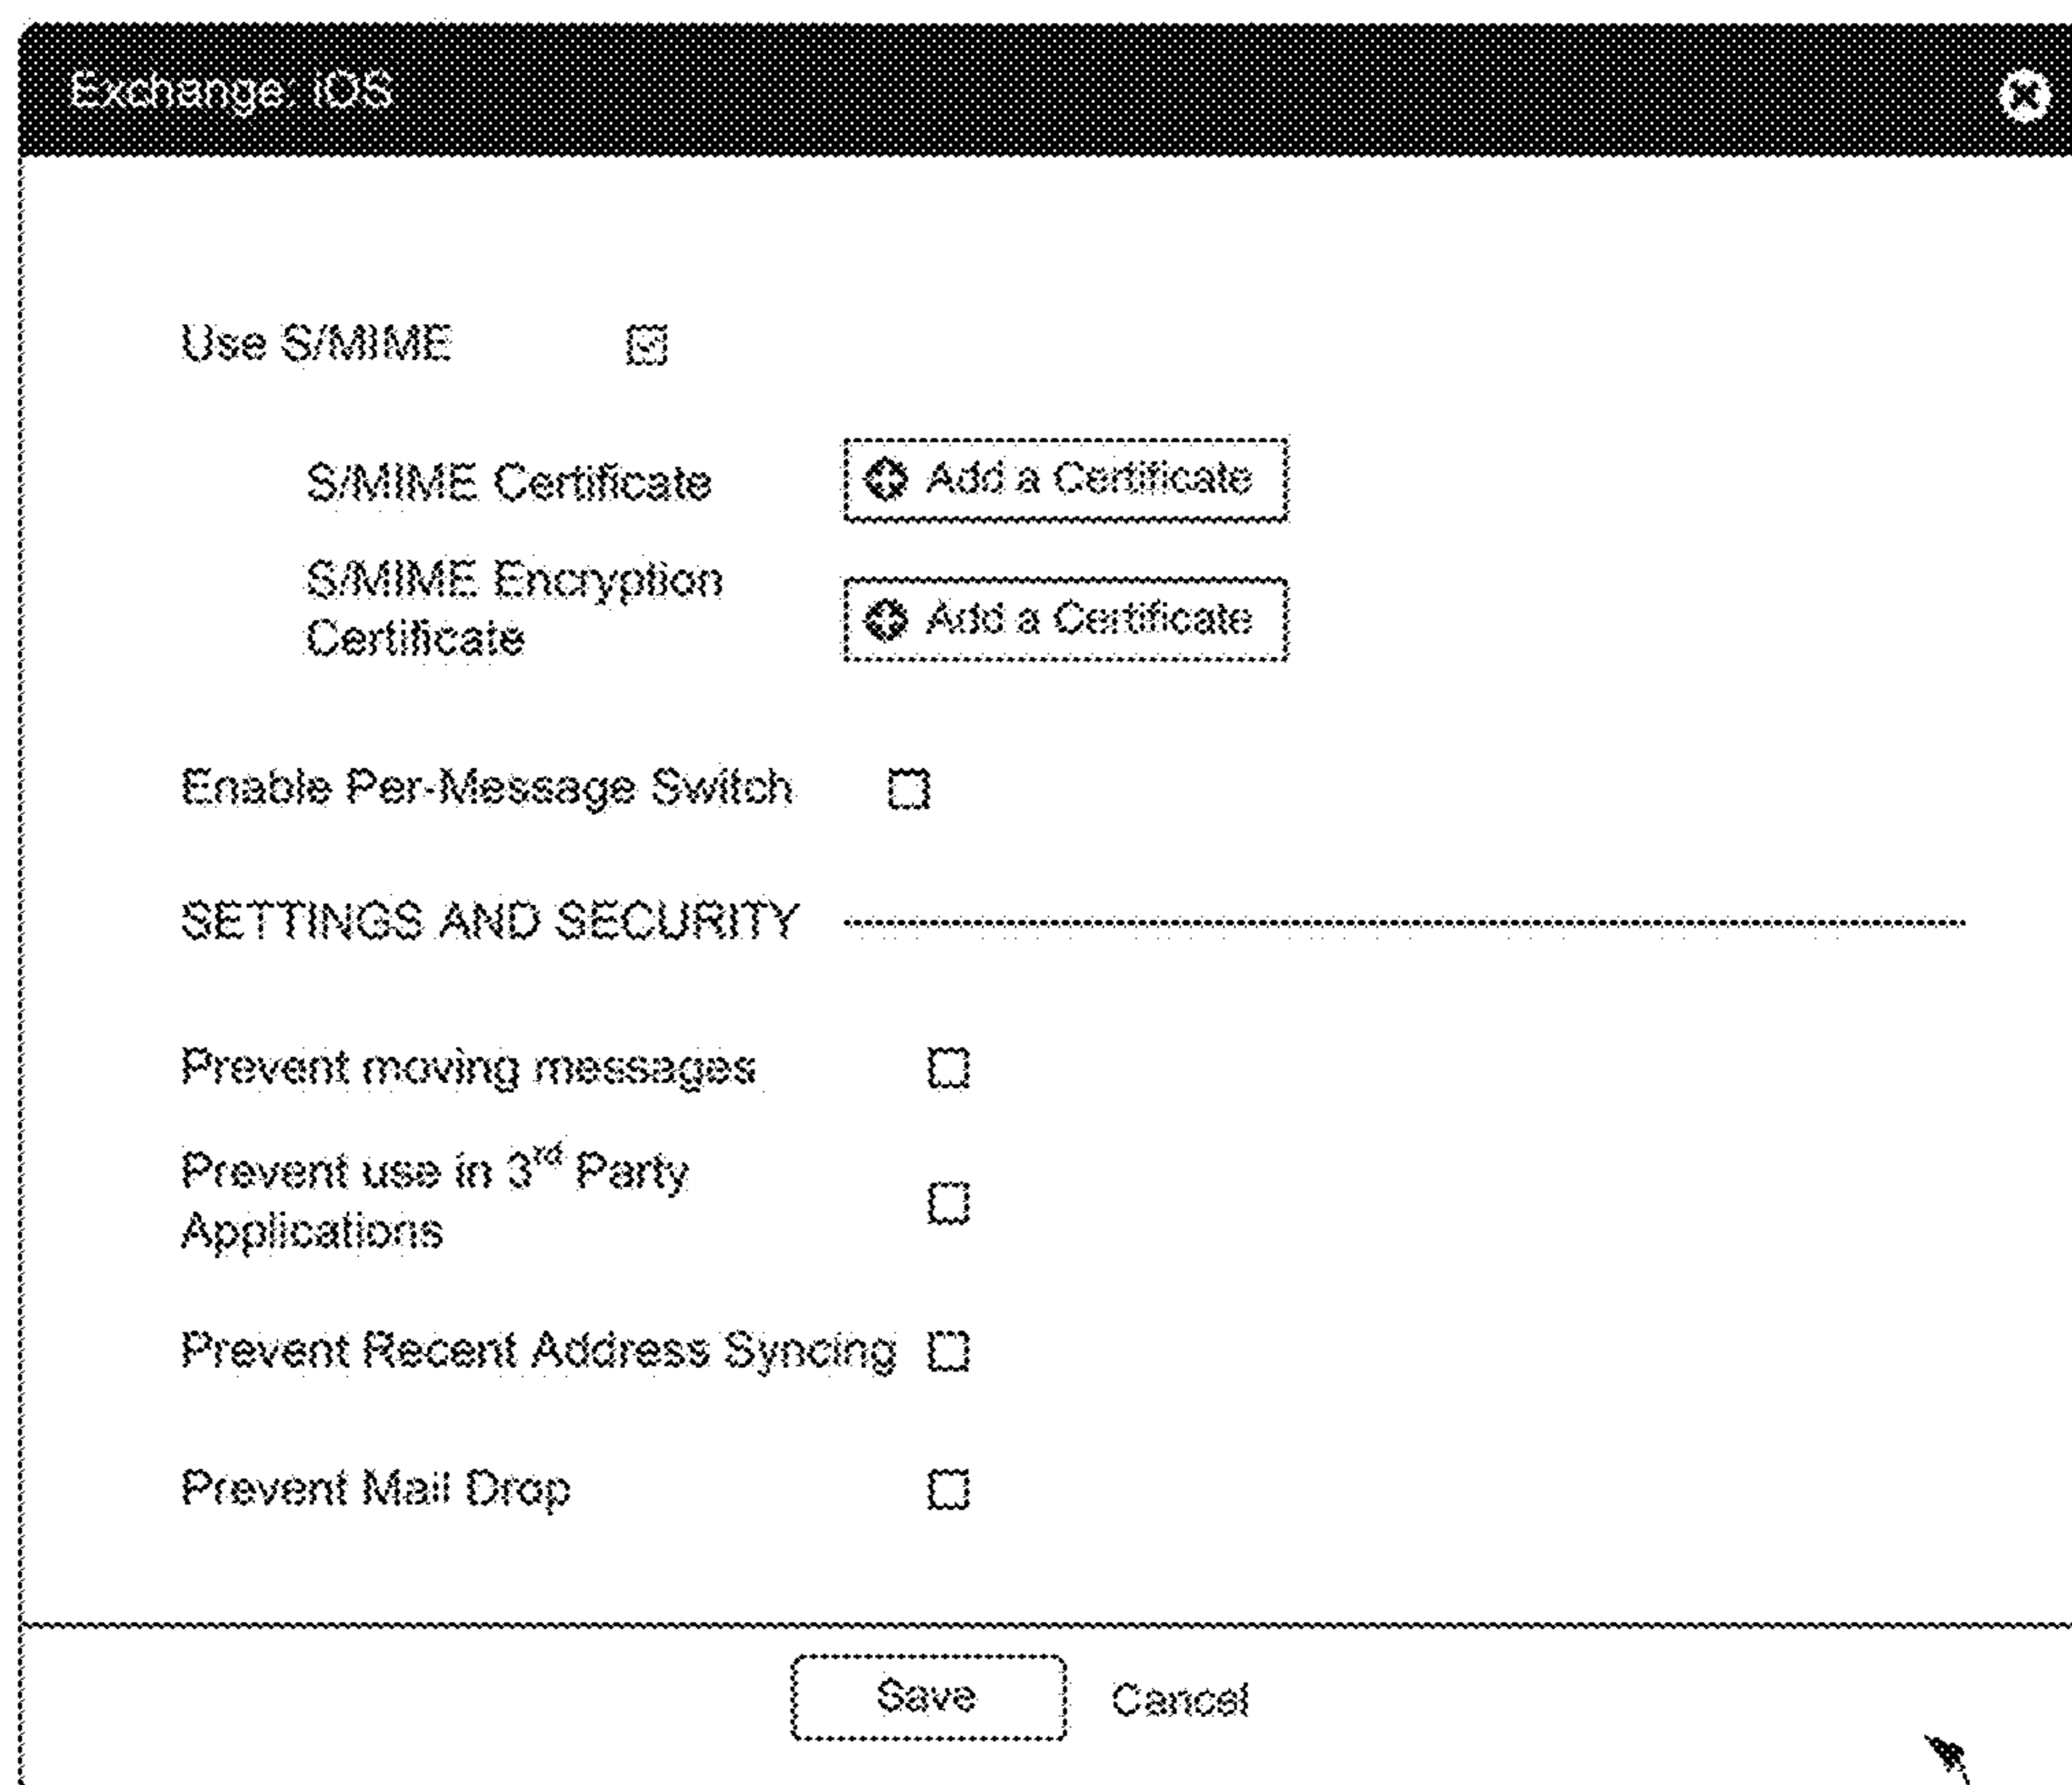 Exchange: iOS
Use S/MIME
S/MIME Certificate
Add a Certificate
S/MIME Encryption
Certificate
Add a Certificate
Enable Per-Message Switch
SETTINGS AND SECURITY
Prevent moving messages
Prevent use in 3rd Party
Applications
Prevent Recent Address Syncing
Prevent Mail Drop
Save
Cancel